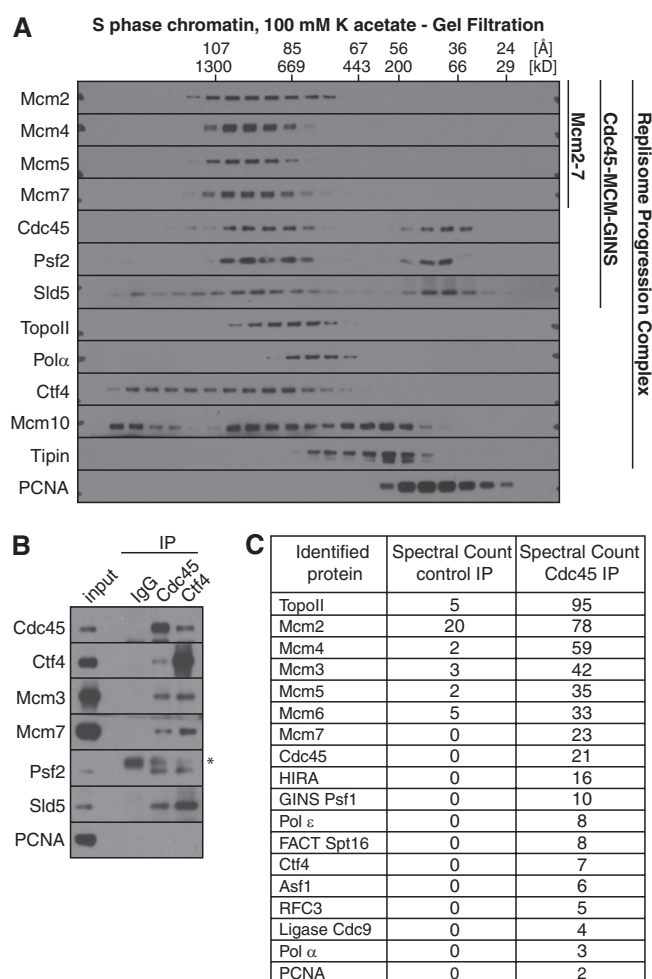 A
S phase chromatin, 100 mM K acetate - Gel Filtration
107 85 67 56 36 24 [Å]
1300 669 443 200 66 29 [kD]
Mcm2
Mcm4
Mcm5
Mcm7
Cdc45
Psf2
Sld5
TopoII
Polα
Ctf4
Mcm10
Tipin
PCNA
Mcm2-7
Cdc45-MCM-GINS
Replisome Progression Complex
B
IP
input IgG Cdc45 Ctf4
Cdc45
Ctf4
Mcm3
Mcm7
Psf2 *
Sld5
PCNA
C
Identified protein Spectral Count control IP Spectral Count Cdc45 IP
TopoII 5 95
Mcm2 20 78
Mcm4 2 59
Mcm3 3 42
Mcm5 2 35
Mcm6 5 33
Mcm7 0 23
Cdc45 0 21
HIRA 0 16
GINS Psf1 0 10
Pol ε 0 8
FACT Spt16 0 8
Ctf4 0 7
Asf1 0 6
RFC3 0 5
Ligase Cdc9 0 4
Pol α 0 3
PCNA 0 2